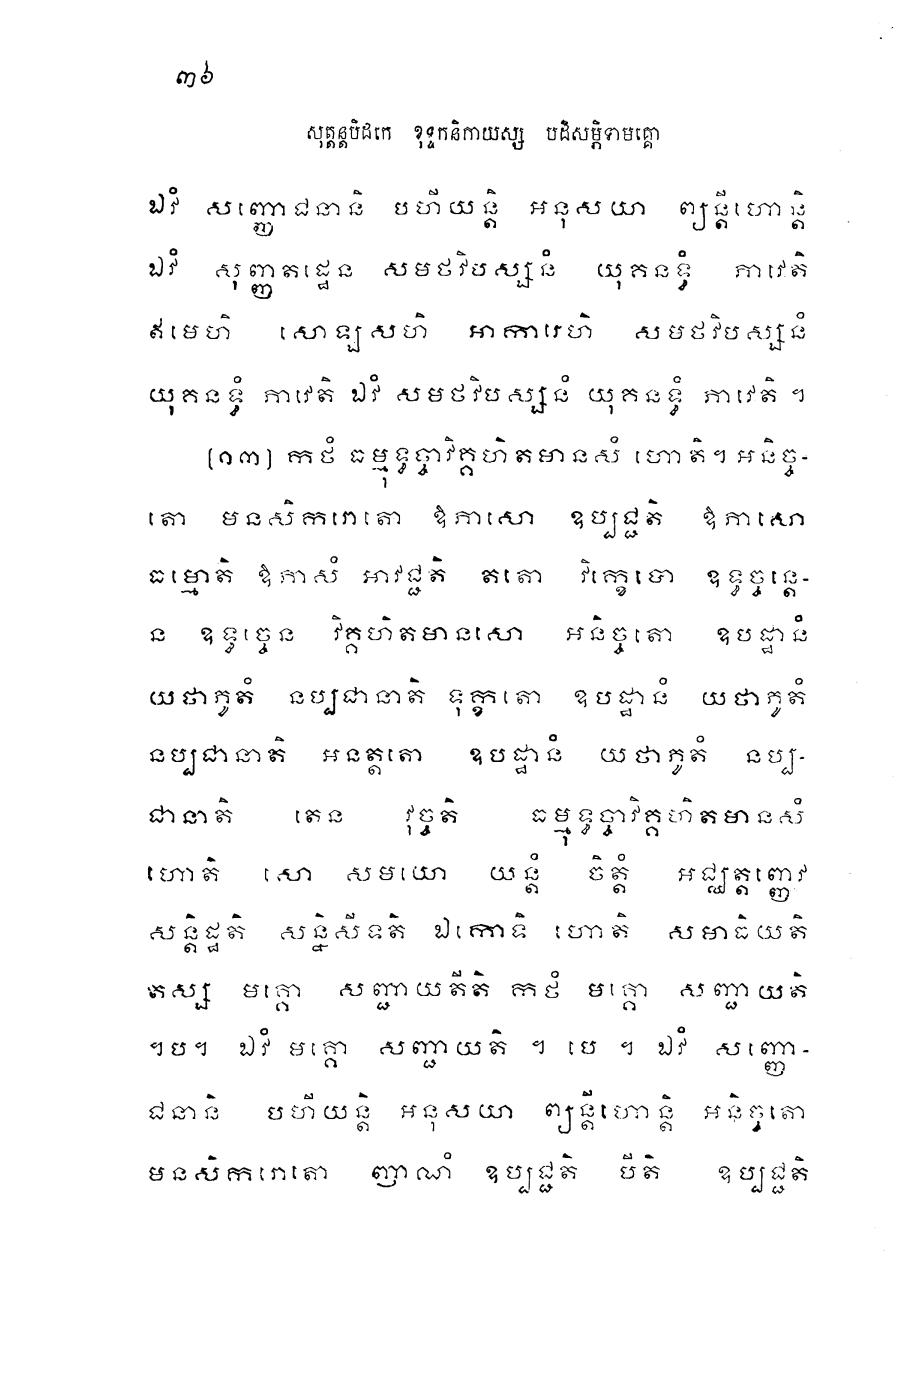 ៣៦
សុត្តន្តបិដកេ ខុទ្ទកនិកាយស្ស បដិសម្ភិទាមគ្គោ
ឯវំ សញ្ញោជនានិ បហីយន្តិ អនុសយា ព្យន្តីហោន្តិ
ឯវំ សុញ្ញតដ្ឋេន សមថវិបស្សនំ យុគនទ្ធំ ភាវេតិ
ឥមេហិ សោឡសហិ អាការេហិ សមថវិបស្សនំ
យុគនទ្ធំ ភាវេតិ ឯវំ សមថវិបស្សនំ យុគនទ្ធំ ភាវេតិ ។
[១៣] កថំ ធម្មុទ្ធច្ចាវិគ្គហិតមានសំ ហោតិ។ អនិច្ច-
តោ មនសិការោតោ ឱភាសោ ឧប្បជ្ជតិ ឱភាសោ
ធម្មោតិ ឱភាសំ អាវជ្ជតិ តតោ វិក្ខេបោ ឧទ្ធច្ចន្តេ-
ន ឧទ្ធច្ចេន វិគ្គហិតមានសោ អនិច្ចតោ ឧបដ្ឋានំ
យថាភូតំ នប្បជានាតិ ទុក្ខតោ ឧបដ្ឋានំ យថាភូតំ
នប្បជានាតិ អនត្តតោ ឧបដ្ឋានំ យថាភូតំ នប្ប-
ជានាតិ តេន វុច្ចតិ ធម្មុទ្ធច្ចាវិគ្គហិតមានសំ
ហោតិ សោ សមយោ យន្តំ ចិត្តំ អជ្ឈត្តញ្ញេវ
សន្តិដ្ឋតិ សន្និសីទតិ ឯកោទិ ហោតិ សមាធិយតិ
តស្ស មគ្គោ សញ្ជាយតីតិ កថំ មគ្គោ សញ្ជាយតិ
។ប។ ឯវំ មគ្គោ សញ្ជាយតិ ។ បេ ។ ឯវំ សញ្ញោ-
ជនានិ បហីយន្តិ អនុសយា ព្យន្តីហោន្តិ អនិច្ចតោ
មនសិការោតោ ញាណំ ឧប្បជ្ជតិ បីតិ ឧប្បជ្ជតិ